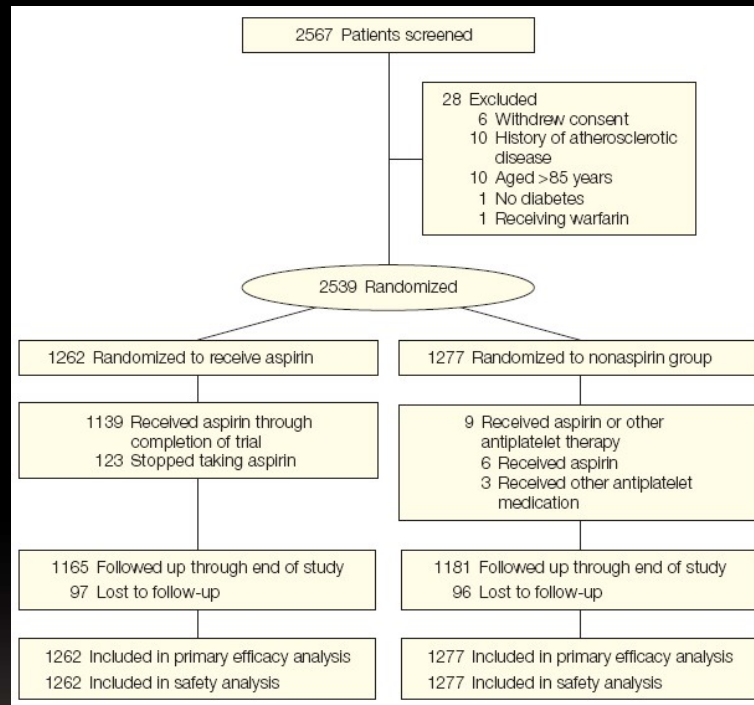 2567 Patients screened
28 Excluded
6 Withdrew consent
10 History of atherosclerotic
disease
10 Aged >85 years
1 No diabetes
1 Receiving warfarin
2539 Randomized
1262 Randomized to receive aspirin
1139 Received aspirin through
completion of trial
123 Stopped taking aspirin
1165 Followed up through end of study
97 Lost to follow-up
1262 Included in primary efficacy analysis
1262 Included in safety analysis
1277 Randomized to nonaspirin group
9 Received aspirin or other
antiplatelet therapy
6 Received aspirin
3 Received other antiplatelet
medication
1181 Followed up through end of study
96 Lost to follow-up
1277 Included in primary efficacy analysis
1277 Included in safety analysis